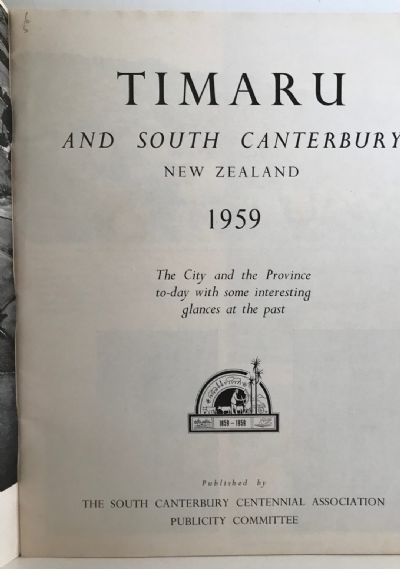 TIMARU
AND SOUTH CANTERBURY
NEW ZEALAND
1959
The City and the Province
to-day with some interesting
glances at the past
1859 - 1959
Published by
THE SOUTH CANTERBURY CENTENNIAL ASSOCIATION
PUBLICITY COMMITTEE